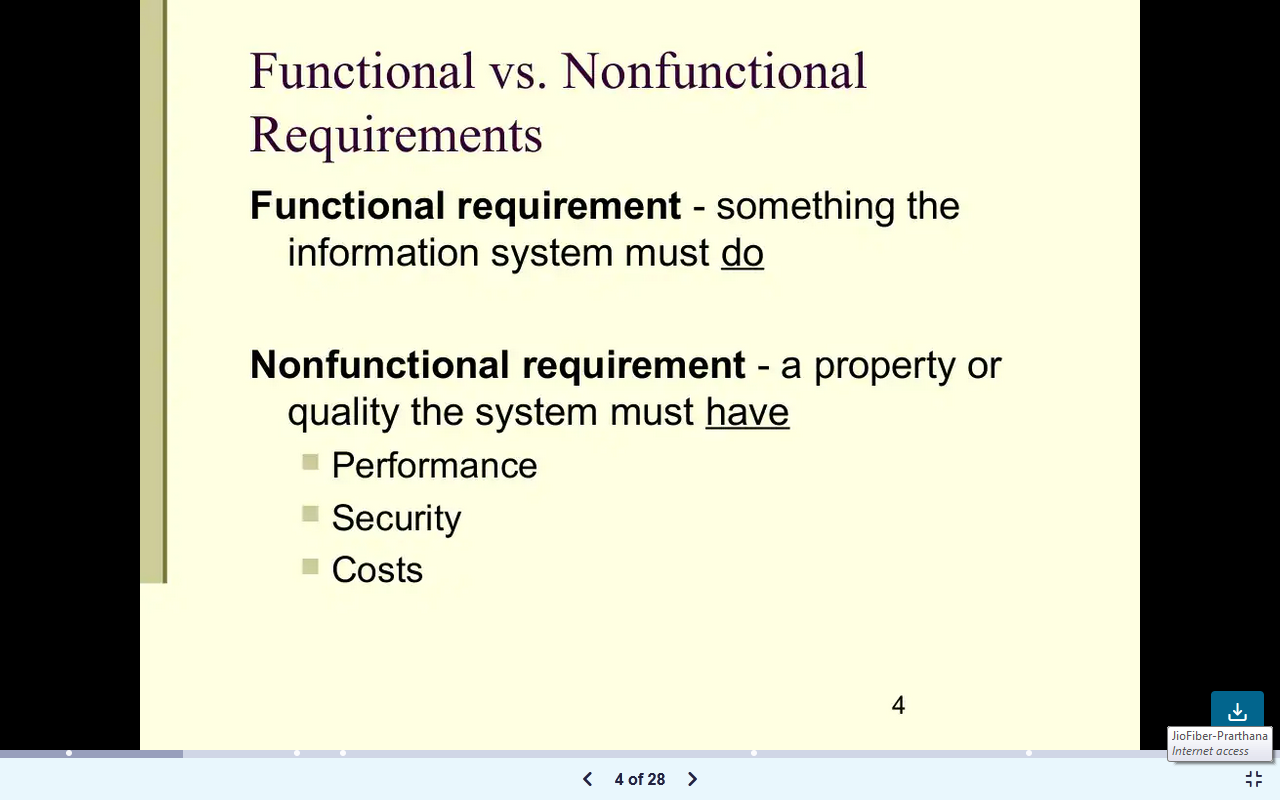 Functional vs. Nonfunctional
Requirements
Functional requirement - something the
information system must do
Nonfunctional requirement - a property or
quality the system must have
Performance
Security
Costs
4
JioFiber-Prarthana
Internet access
4 of 28